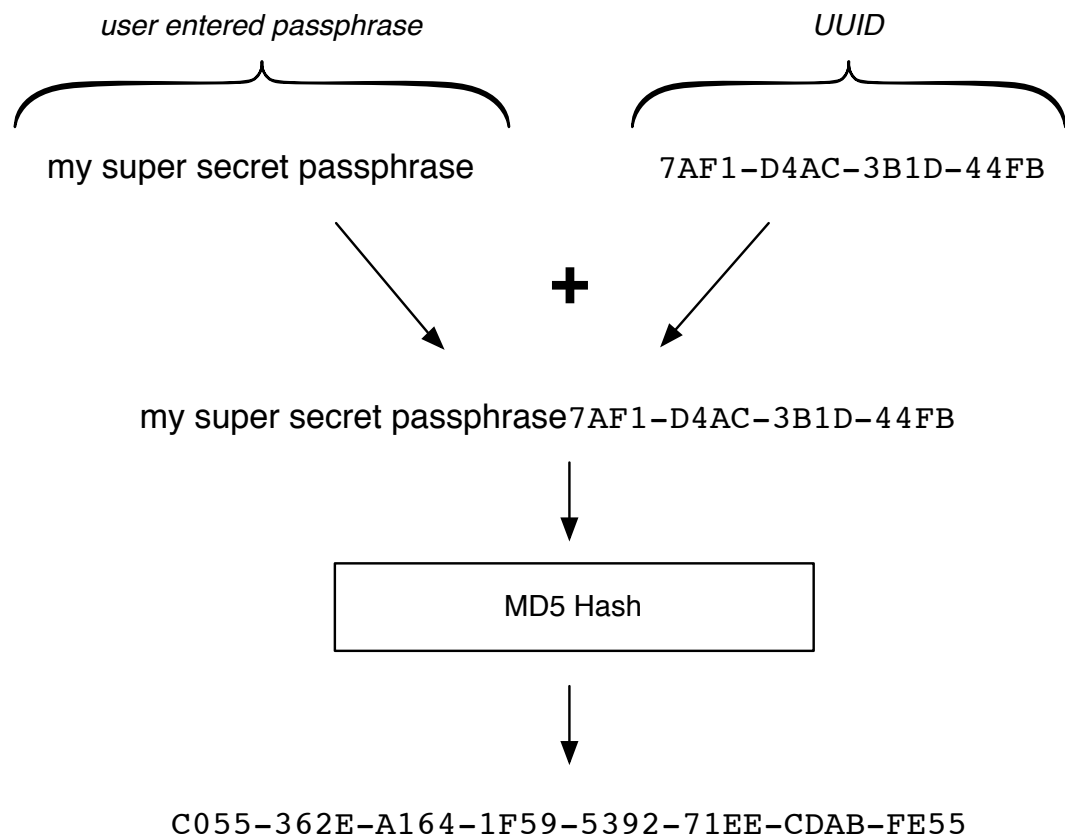 user entered passphrase
UUID
my super secret passphrase
7AF1-D4AC-3B1D-44FB
+
my super secret passphrase7AF1-D4AC-3B1D-44FB
MD5 Hash
C055-362E-A164-1F59-5392-71EE-CDAB-FE55